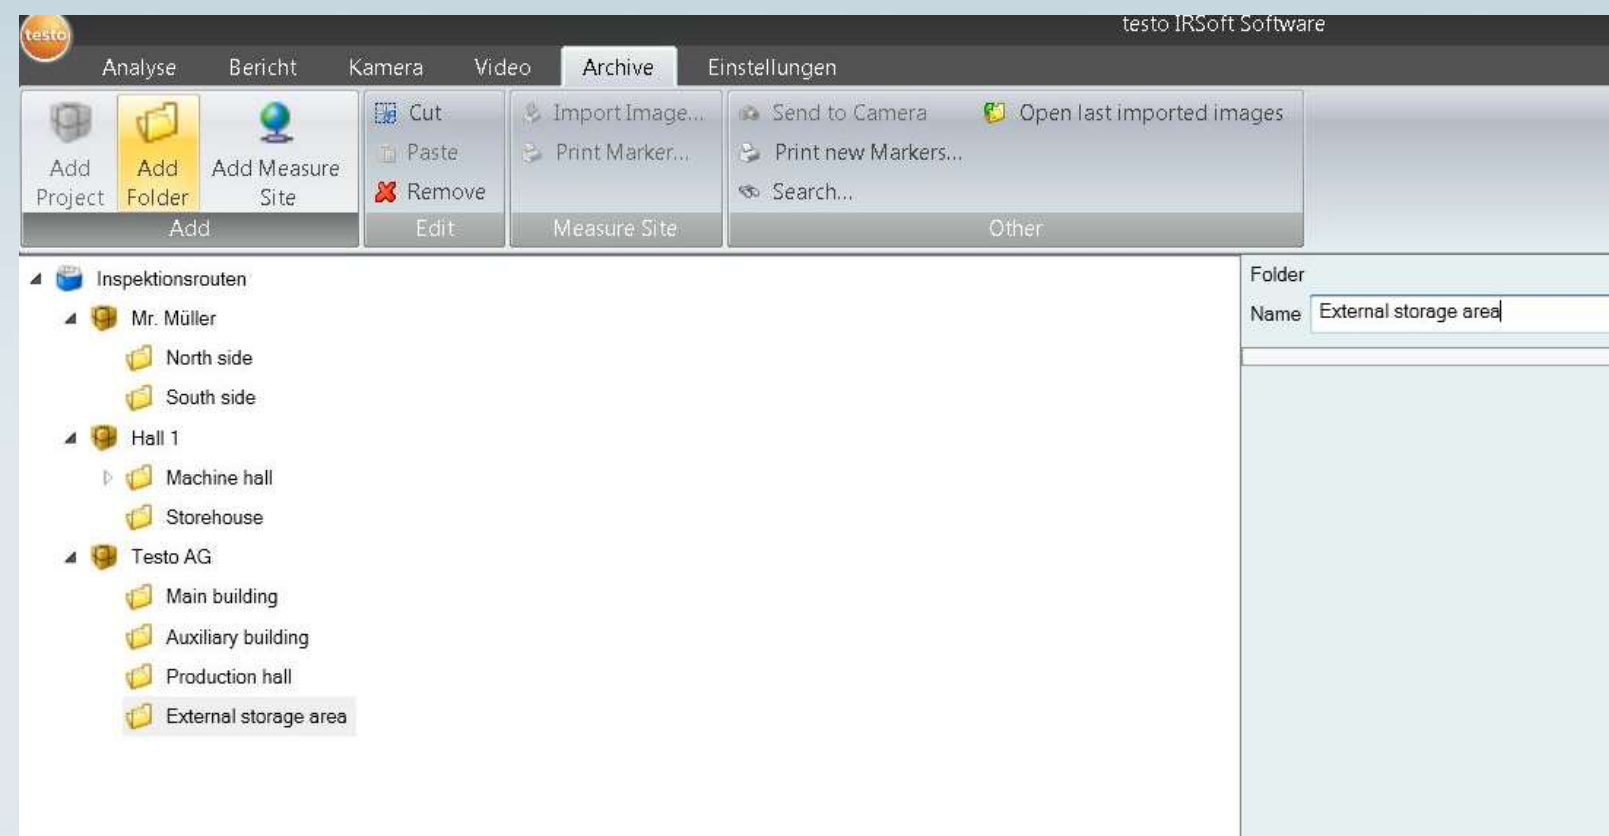 testo IRSoft Software
testo
Analyse Bericht Kamera Video Archive Einstellungen
Cut Import Image... Send to Camera Open last imported images
Paste Print Marker... Print new Markers...
Add Project Add Folder Add Measure Site
Remove Search...
Add Edit Measure Site Other
Inspektionsrouten
Mr. Müller
North side
South side
Hall 1
Machine hall
Storehouse
Testo AG
Main building
Auxiliary building
Production hall
External storage area
Folder
Name External storage area